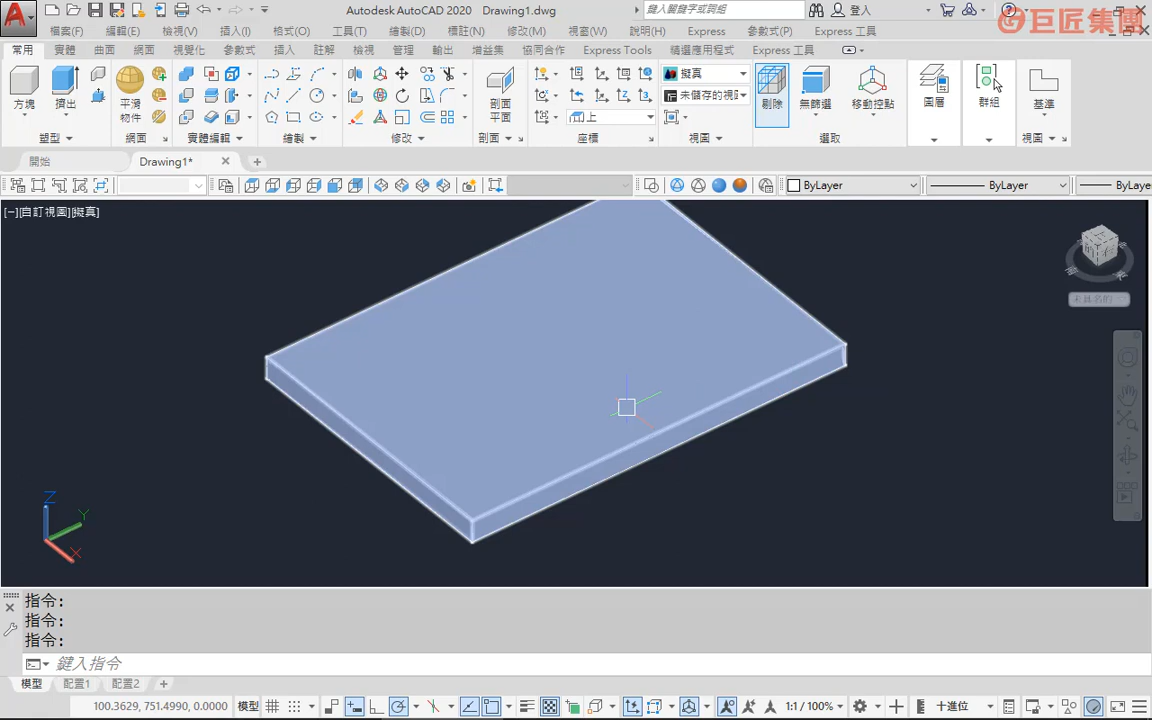 Autodesk AutoCAD 2020 Drawing1.dwg
鍵入關鍵字或詞組
登入
巨匠集團
檔案(F) 編輯(E) 檢視(V) 插入(I) 格式(O) 工具(T) 繪製(D) 標註(N) 修改(M) 視窗(W) 說明(H) Express 參數式(P) Express 工具
常用 實體 曲面 網面 視覺化 參數式 插入 註解 檢視 管理 輸出 增益集 協同合作 Express Tools 精選應用程式 Express 工具
方塊 擠出 平滑物件 剖面平面 擬真 未儲存的視 上 剔除 無篩選 移動控點 圖層 群組 基準
塑型 網面 實體編輯 繪製 修改 剖面 座標 視圖 選取 視圖
開始 Drawing1*
ByLayer ByLayer ByLaye
[−][自訂視圖][擬真]
Z
Y
X
指令:
指令:
指令:
鍵入指令
模型 配置1 配置2
100.3629, 751.4990, 0.0000 模型 1:1 / 100% 十進位